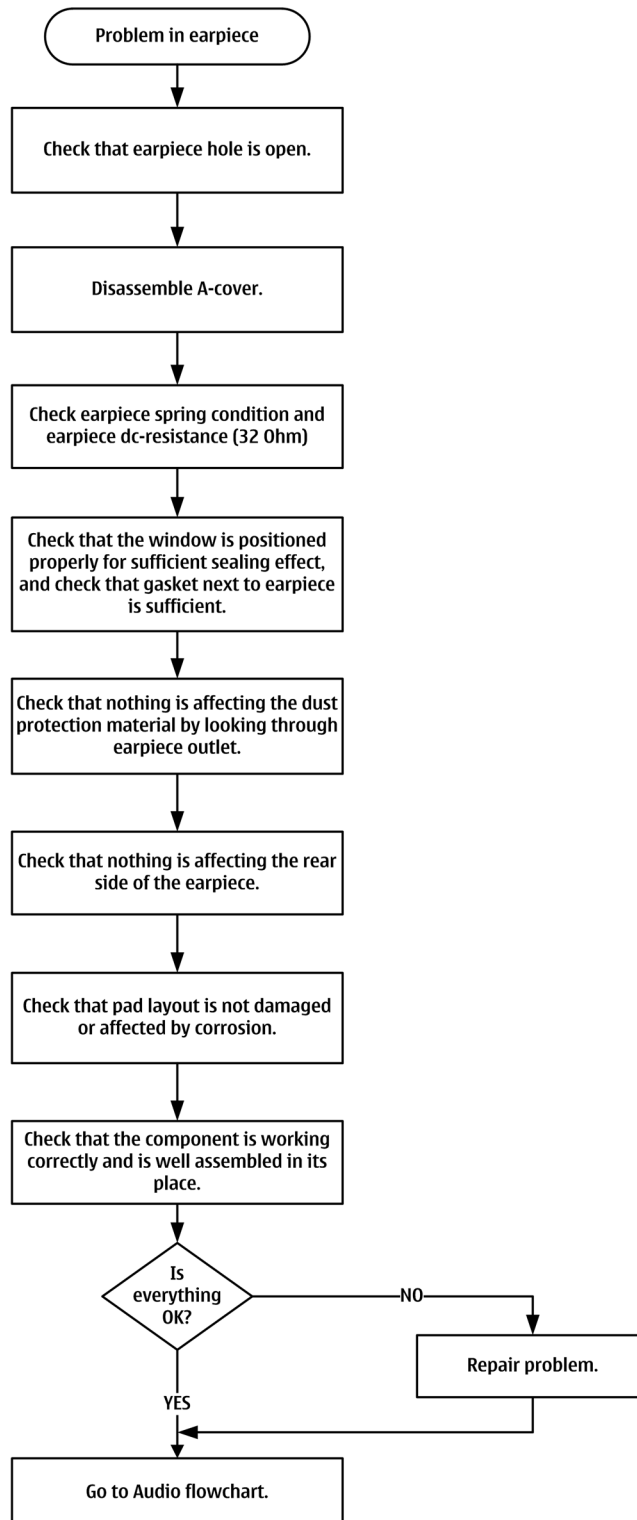 Problem in earpiece
Check that earpiece hole is open.
Disassemble A-cover.
Check earpiece spring condition and
earpiece dc-resistance (32 Ohm)
Check that the window is positioned
properly for sufficient sealing effect,
and check that gasket next to earpiece
is sufficient.
Check that nothing is affecting the dust
protection material by looking through
earpiece outlet.
Check that nothing is affecting the rear
side of the earpiece.
Check that pad layout is not damaged
or affected by corrosion.
Check that the component is working
correctly and is well assembled in its
place.
Is
everything
OK?
NO
Repair problem.
YES
Go to Audio flowchart.